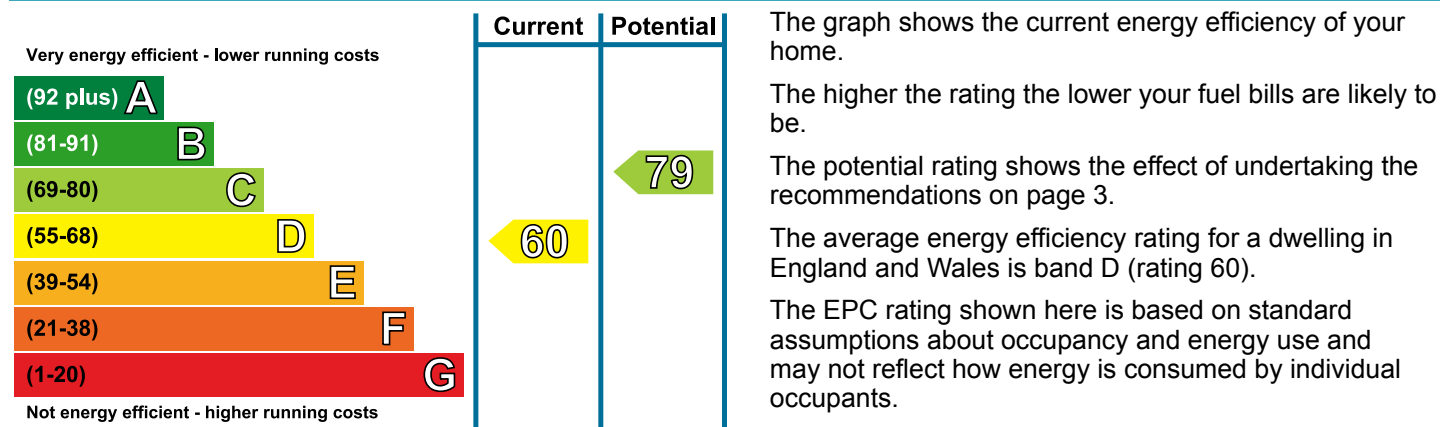 Current Potential
Very energy efficient - lower running costs
(92 plus) A
(81-91) B
(69-80) C
(55-68) D
(39-54) E
(21-38) F
(1-20) G
Not energy efficient - higher running costs
60
79
The graph shows the current energy efficiency of your
home.
The higher the rating the lower your fuel bills are likely to
be.
The potential rating shows the effect of undertaking the
recommendations on page 3.
The average energy efficiency rating for a dwelling in
England and Wales is band D (rating 60).
The EPC rating shown here is based on standard
assumptions about occupancy and energy use and
may not reflect how energy is consumed by individual
occupants.